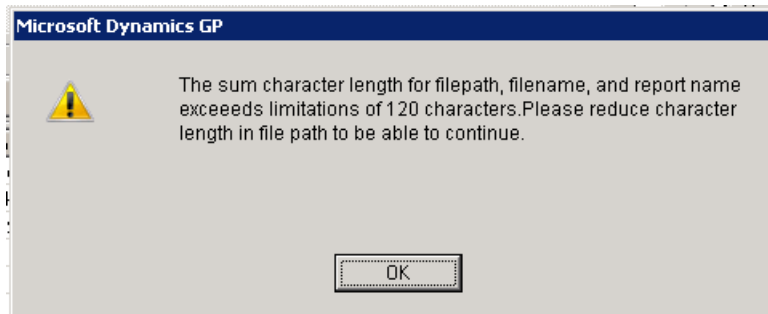 Microsoft Dynamics GP
The sum character length for filepath, filename, and report name
exceeeds limitations of 120 characters.Please reduce character
length in file path to be able to continue.
OK